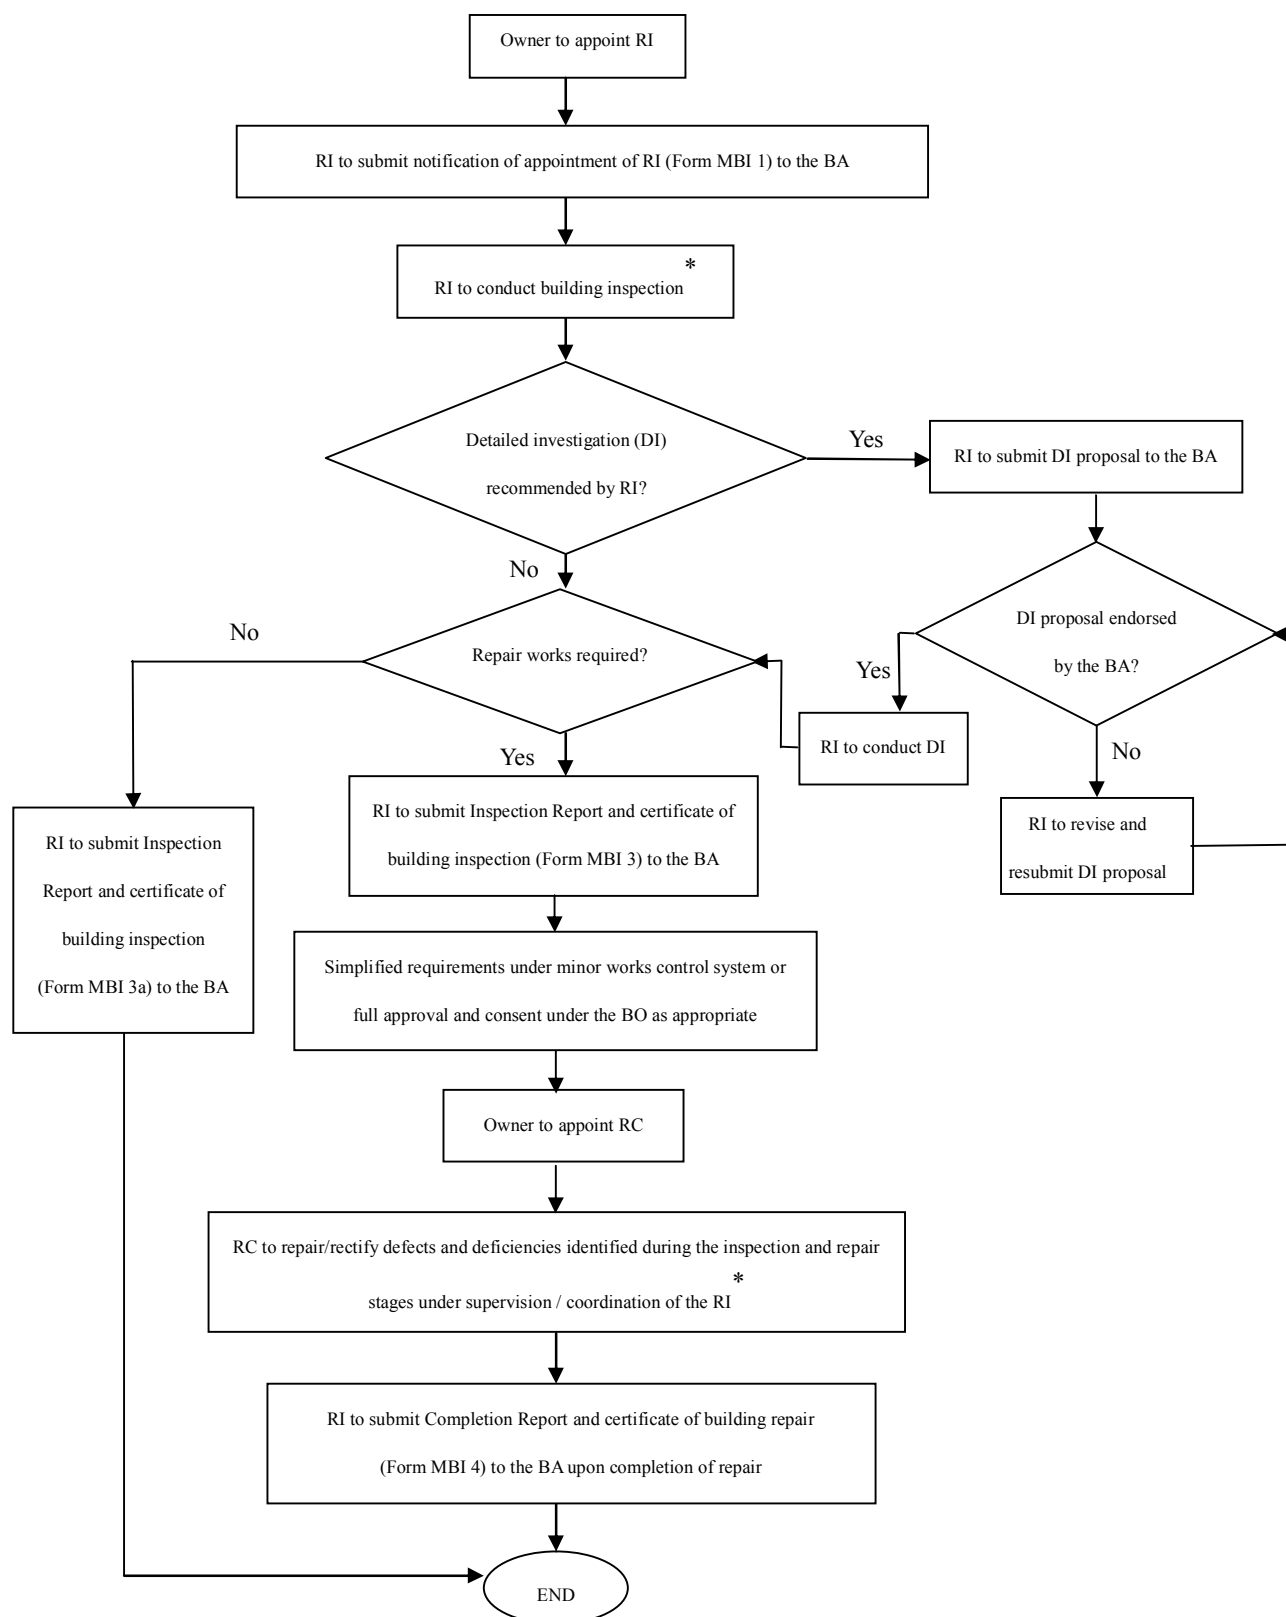 Owner to appoint RI
RI to submit notification of appointment of RI (Form MBI 1) to the BA
RI to conduct building inspection*
Detailed investigation (DI)
recommended by RI?
Yes
RI to submit DI proposal to the BA
No
DI proposal endorsed
by the BA?
Yes
No
RI to conduct DI
RI to revise and
resubmit DI proposal
Repair works required?
No
Yes
RI to submit Inspection
Report and certificate of
building inspection
(Form MBI 3a) to the BA
RI to submit Inspection Report and certificate of
building inspection (Form MBI 3) to the BA
Simplified requirements under minor works control system or
full approval and consent under the BO as appropriate
Owner to appoint RC
RC to repair/rectify defects and deficiencies identified during the inspection and repair
stages under supervision / coordination of the RI*
RI to submit Completion Report and certificate of building repair
(Form MBI 4) to the BA upon completion of repair
END